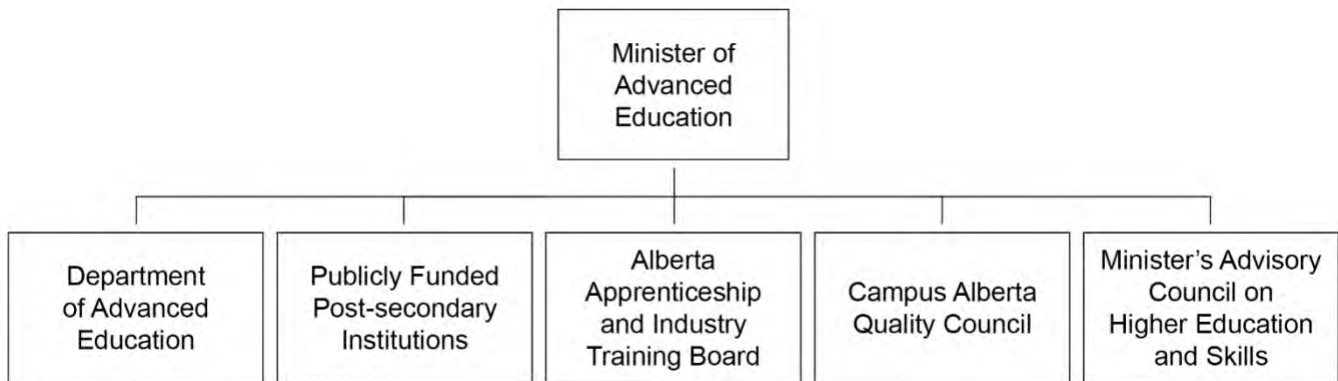 Minister of
Advanced
Education
Department
of Advanced
Education
Publicly Funded
Post-secondary
Institutions
Alberta
Apprenticeship
and Industry
Training Board
Campus Alberta
Quality Council
Minister’s Advisory
Council on
Higher Education
and Skills